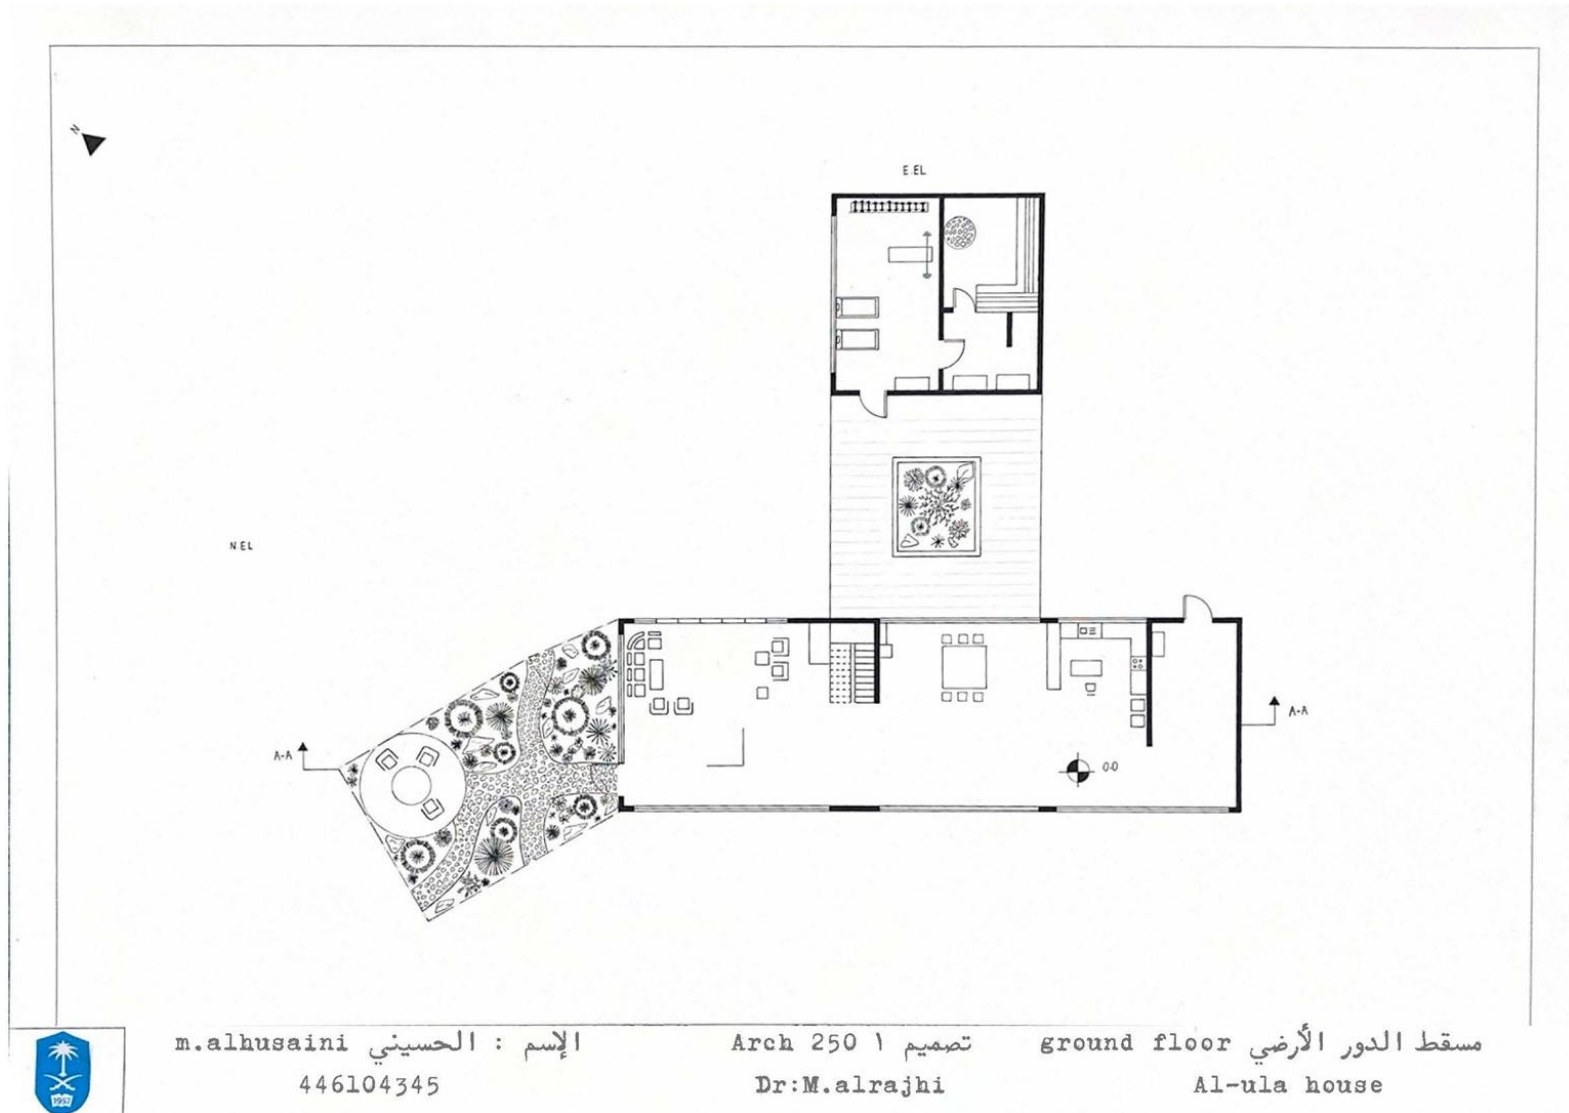 N
E.EL
N.EL
A-A
A-A
0-0
مسقط الدور الأرضي ground floor
Al-ula house
تصميم ١ Arch 250
Dr:M.alrajhi
الإسم : الحسيني m.alhusaini
446104345
1957